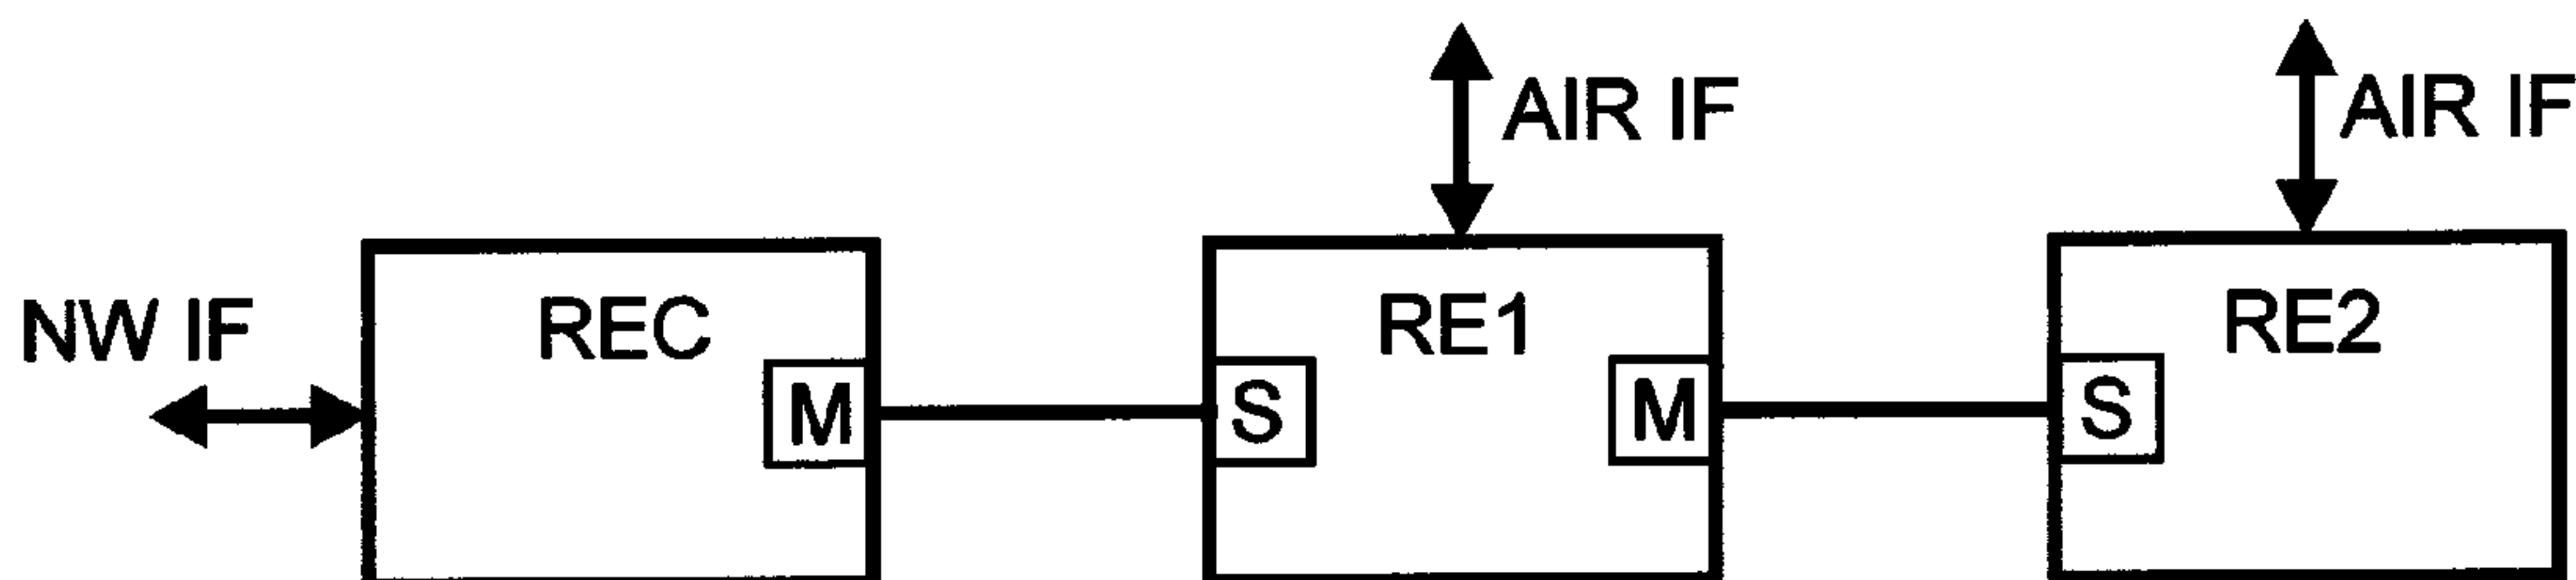 AIR IF
AIR IF
NW IF
REC
RE1
RE2
M
S
M
S